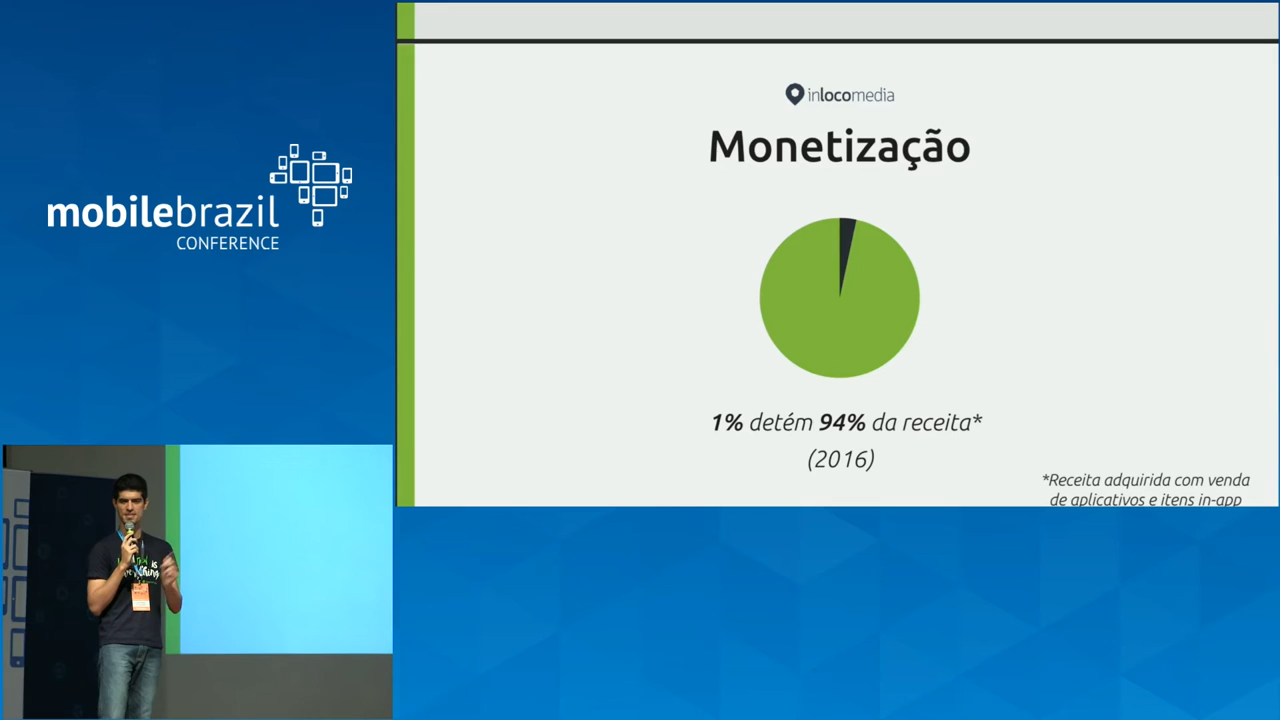 mobilebrazil
CONFERENCE
inlocomedia
Monetização
1% detém 94% da receita*
(2016)
*Receita adquirida com venda
de aplicativos e itens in-app
is